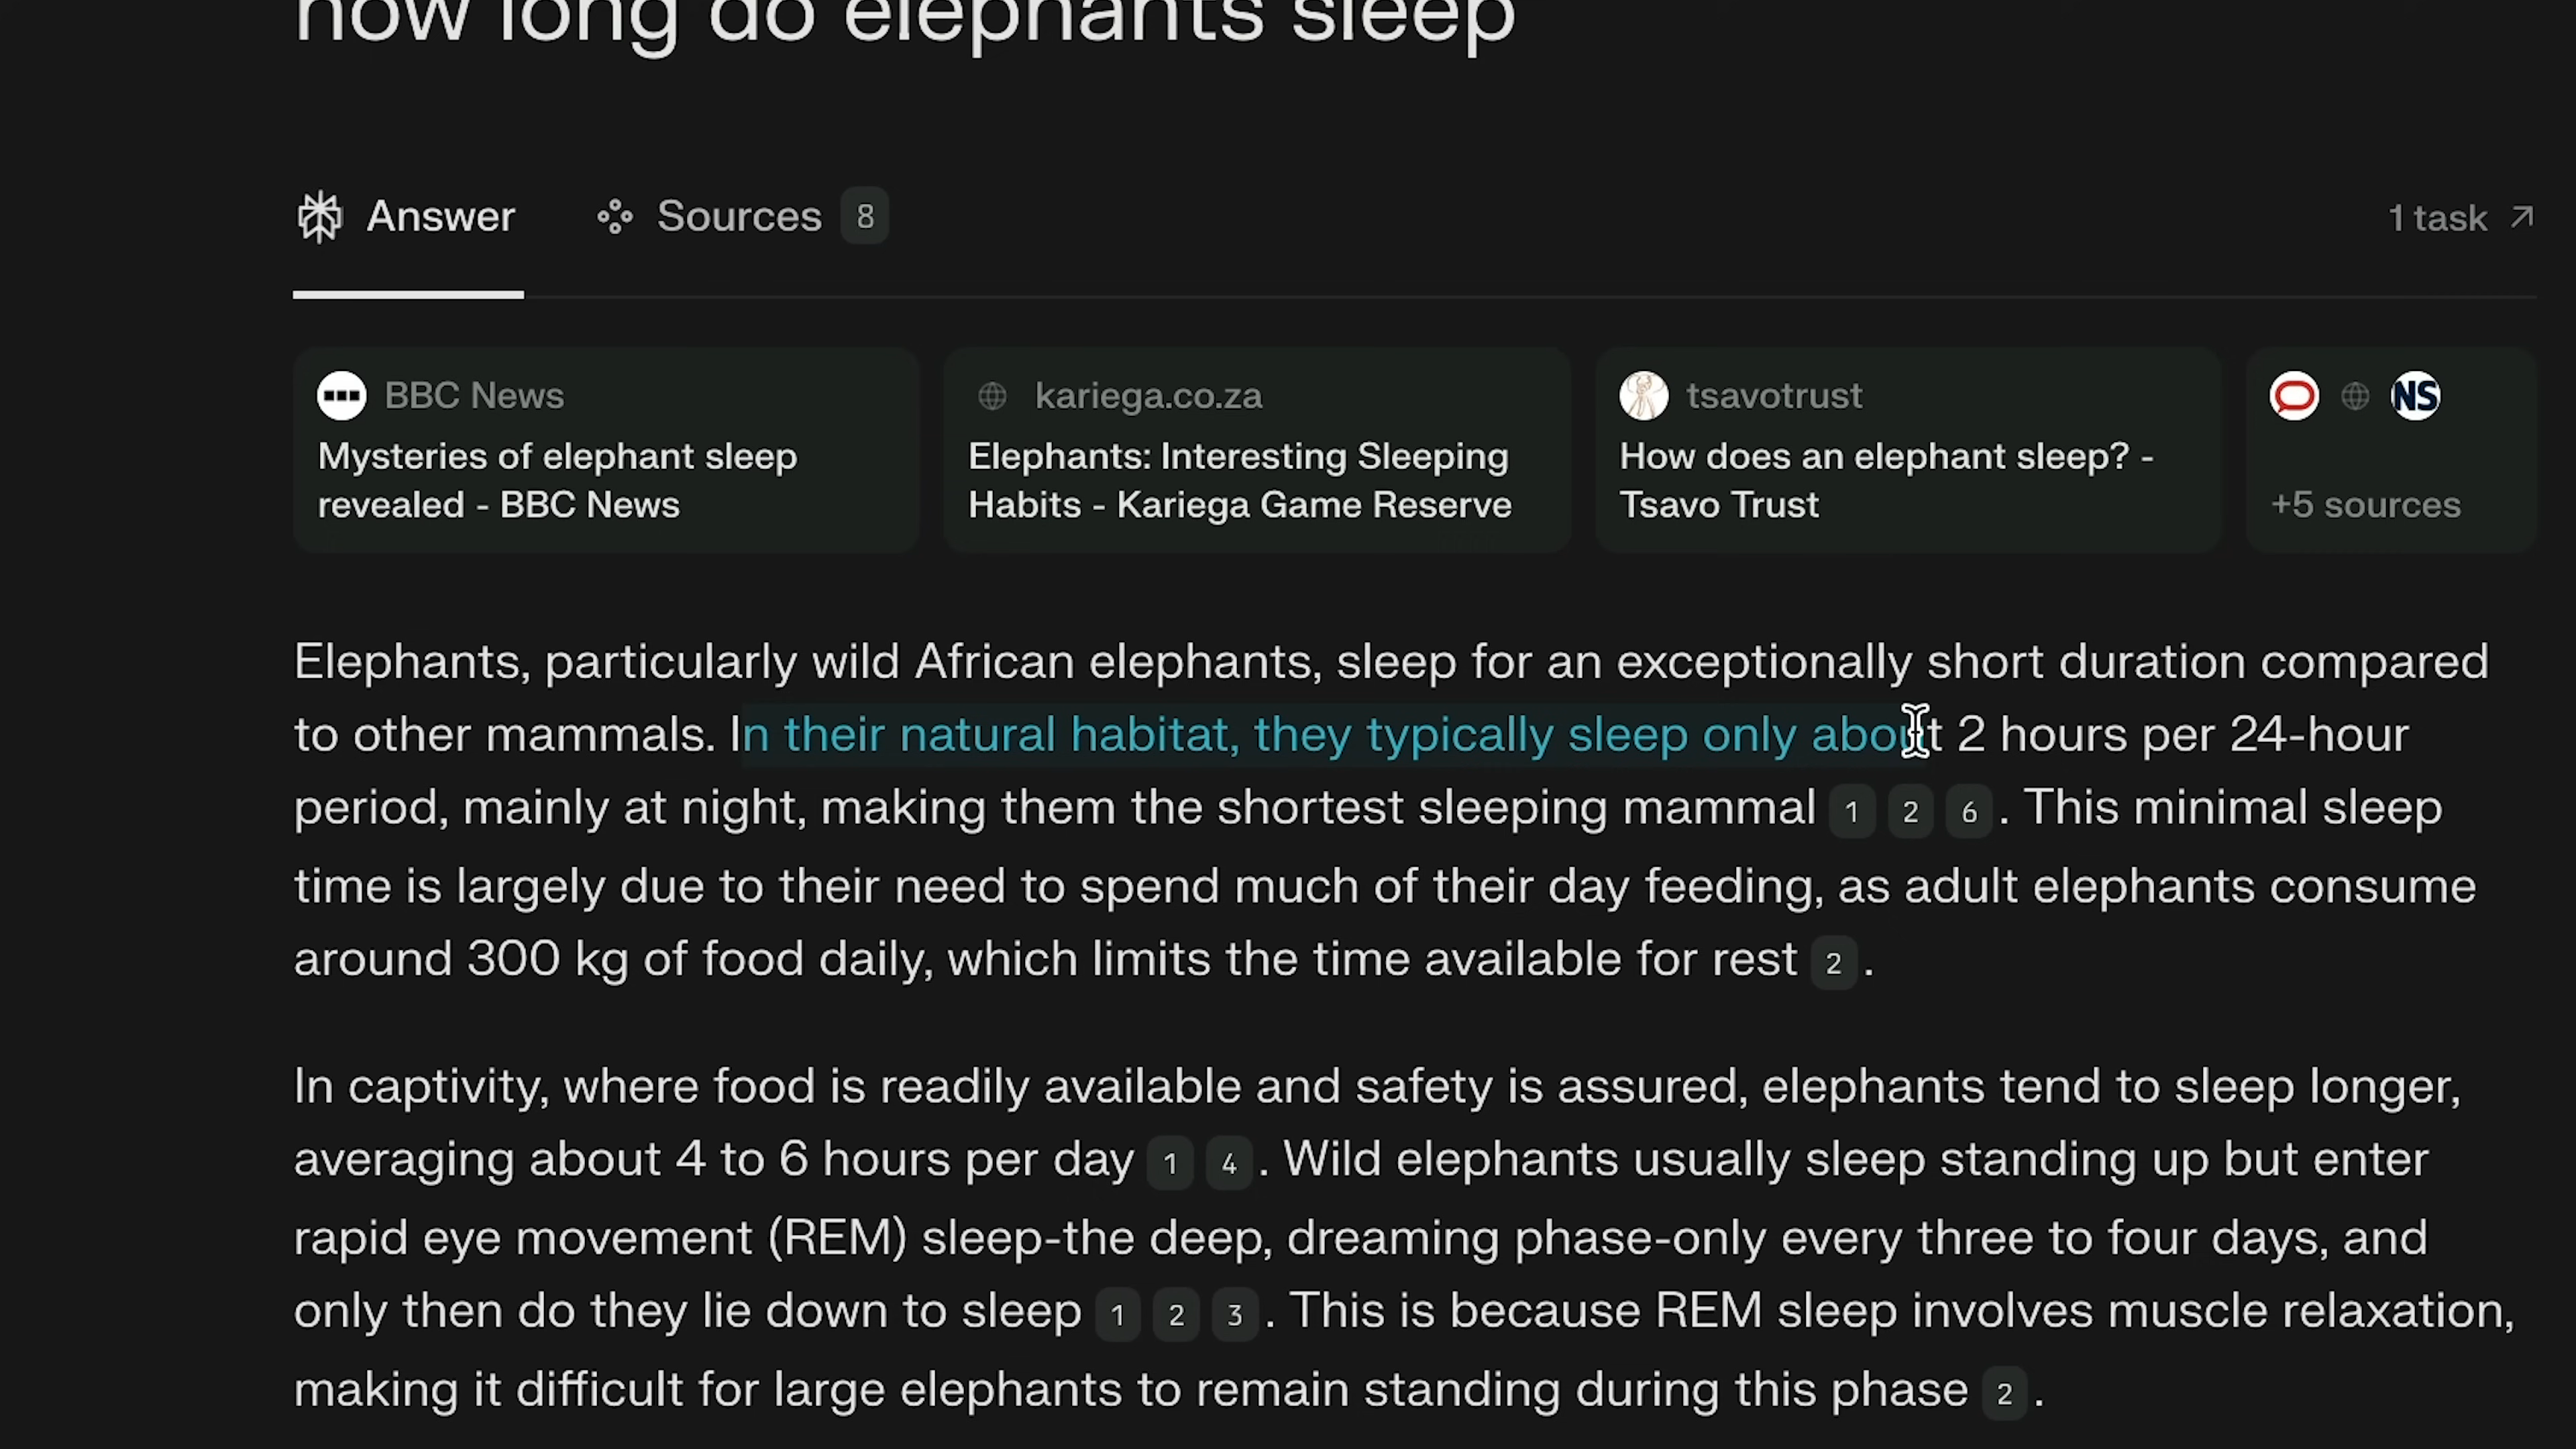 how long do elephants sleep
Answer
Sources 8
1 task
BBC News
Mysteries of elephant sleep
revealed - BBC News
kariega.co.za
Elephants: Interesting Sleeping
Habits - Kariega Game Reserve
tsavotrust
How does an elephant sleep? -
Tsavo Trust
NS
+5 sources
Elephants, particularly wild African elephants, sleep for an exceptionally short duration compared
to other mammals. In their natural habitat, they typically sleep only about 2 hours per 24-hour
period, mainly at night, making them the shortest sleeping mammal 1 2 6 . This minimal sleep
time is largely due to their need to spend much of their day feeding, as adult elephants consume
around 300 kg of food daily, which limits the time available for rest 2 .
In captivity, where food is readily available and safety is assured, elephants tend to sleep longer,
averaging about 4 to 6 hours per day 1 4 . Wild elephants usually sleep standing up but enter
rapid eye movement (REM) sleep-the deep, dreaming phase-only every three to four days, and
only then do they lie down to sleep 1 2 3 . This is because REM sleep involves muscle relaxation,
making it difficult for large elephants to remain standing during this phase 2 .